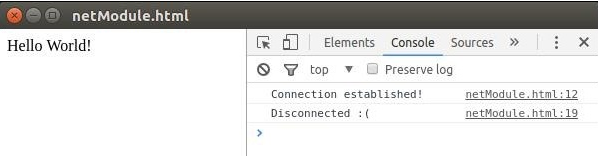 netModule.html
Hello World!
Elements Console Sources »
top Preserve log
Connection established! netModule.html:12
Disconnected :( netModule.html:19
>